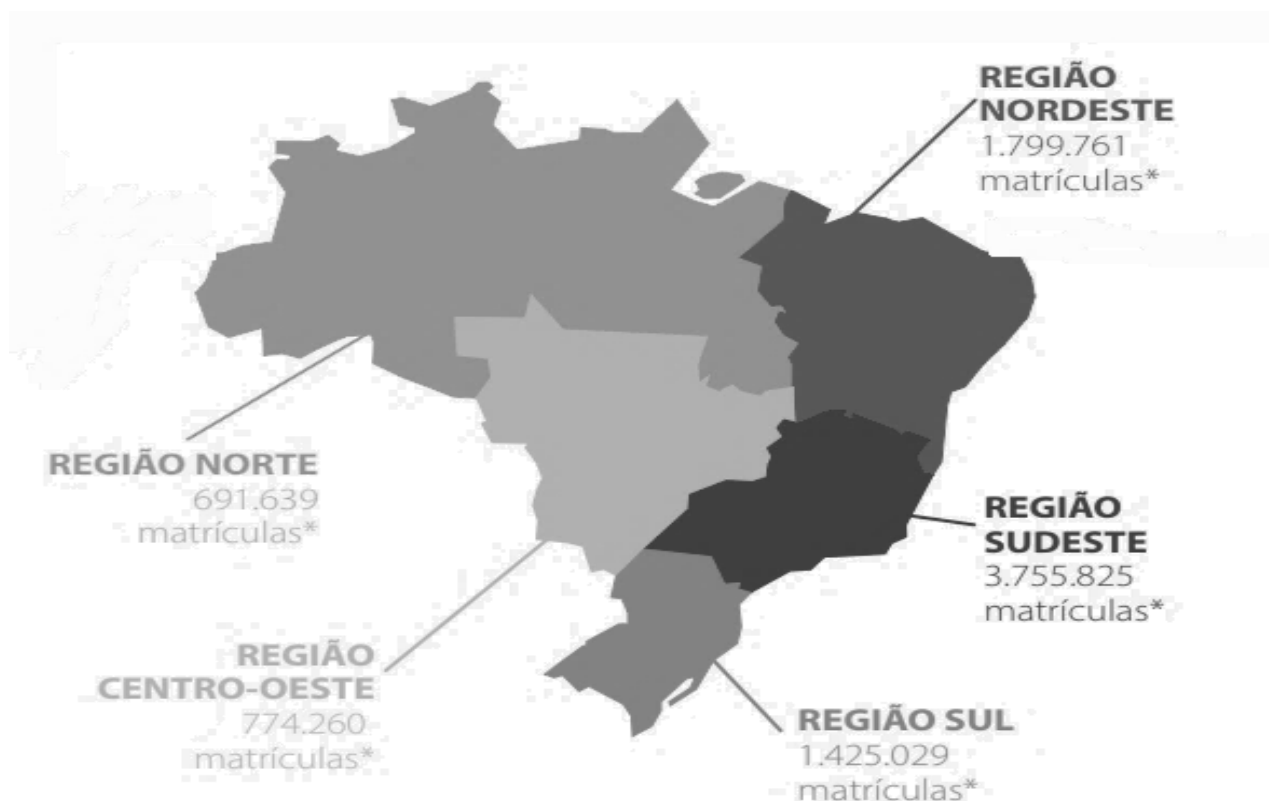 REGIÃO
NORDESTE
1.799.761
matrículas*
REGIÃO NORTE
691.639
matrículas*
REGIÃO
SUDESTE
3.755.825
matrículas*
REGIÃO
CENTRO-OESTE
774.260
matrículas*
REGIÃO SUL
1.425.029
matrículas*